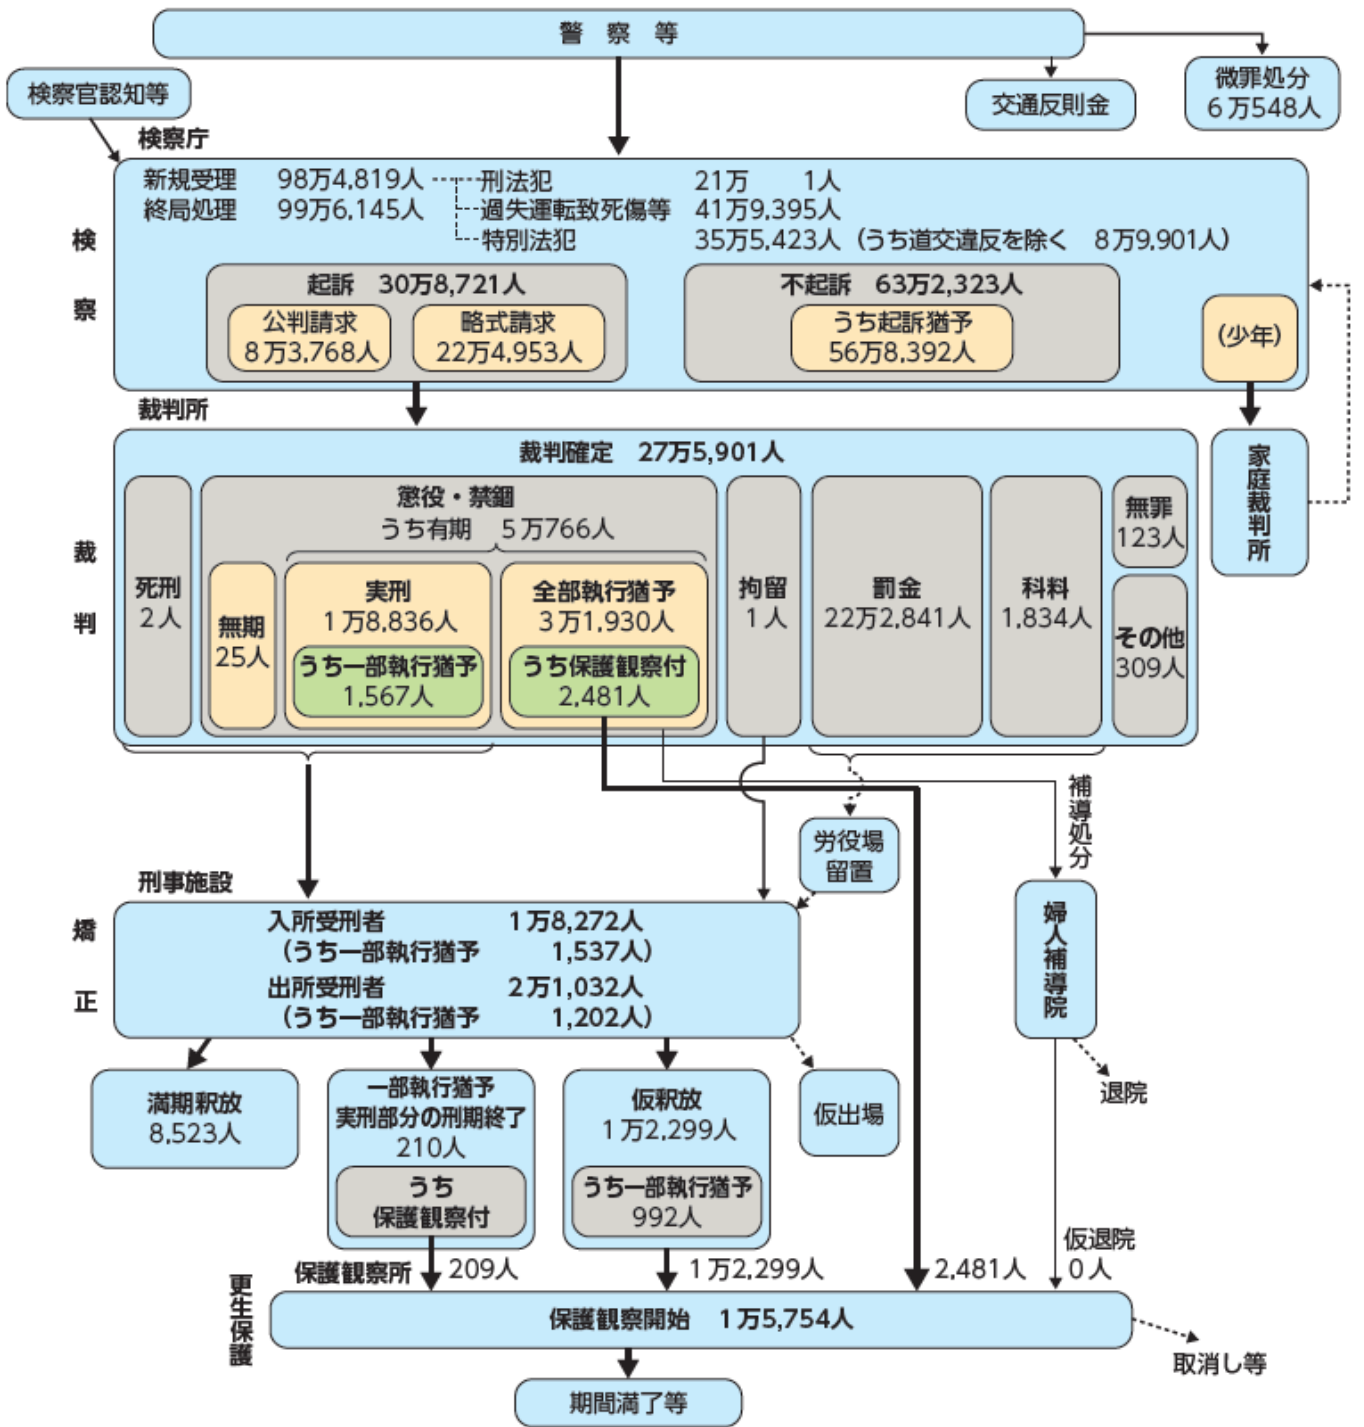 警 察 等
検察官認知等
交通反則金
微罪処分
6万548人
検察庁
検察
新規受理 98万4,819人 刑法犯 21万 1人
終局処理 99万6,145人 過失運転致死傷等 41万9,395人
特別法犯 35万5,423人（うち道交違反を除く 8万9,901人）
起訴 30万8,721人
公判請求
8万3,768人
略式請求
22万4,953人
不起訴 63万2,323人
うち起訴猶予
56万8,392人
（少年）
裁判所
裁判
裁判確定 27万5,901人
家庭裁判所
死刑
2人
懲役・禁錮
うち有期 5万766人
無期
25人
実刑
1万8,836人
うち一部執行猶予
1,567人
全部執行猶予
3万1,930人
うち保護観察付
2,481人
拘留
1人
罰金
22万2,841人
科料
1,834人
無罪
123人
その他
309人
補導処分
労役場
留置
刑事施設
矯正
入所受刑者 1万8,272人
（うち一部執行猶予 1,537人）
出所受刑者 2万1,032人
（うち一部執行猶予 1,202人）
婦人補導院
満期釈放
8,523人
一部執行猶予
実刑部分の刑期終了
210人
うち
保護観察付
仮釈放
1万2,299人
うち一部執行猶予
992人
仮出場
退院
保護観察所
209人
1万2,299人
2,481人
仮退院
0人
更生保護
保護観察開始 1万5,754人
取消し等
期間満了等